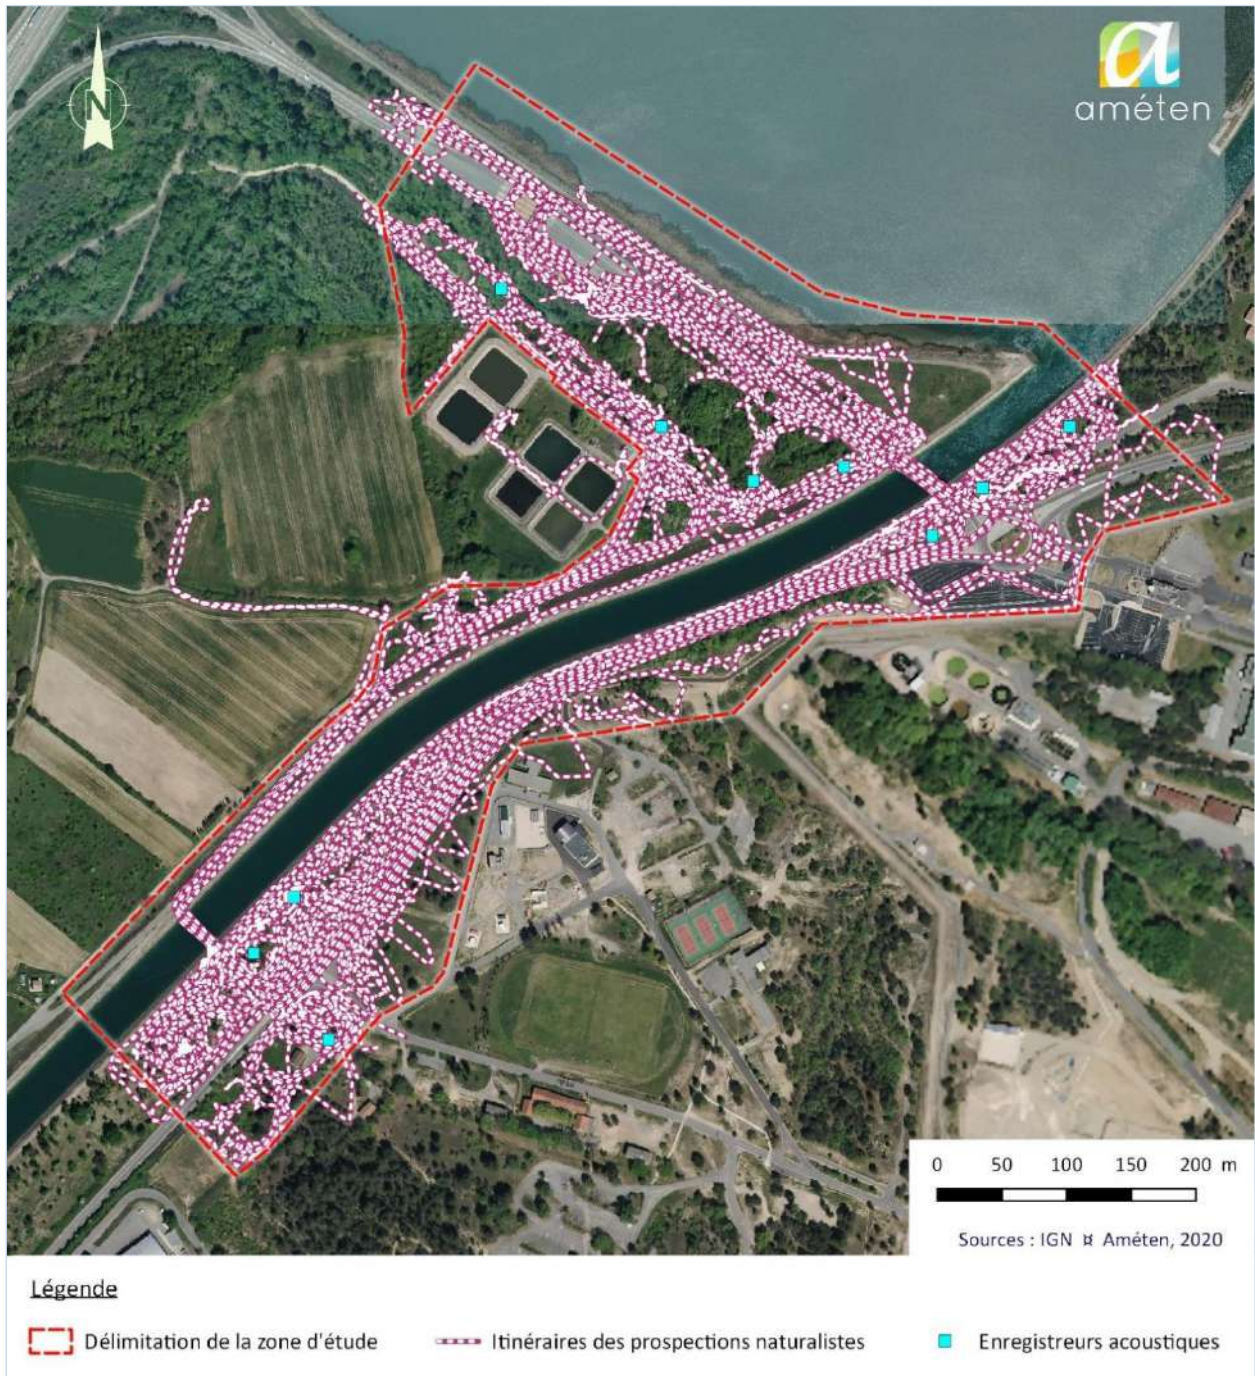 N
a
améten
0 50 100 150 200 m
Sources : IGN ¤ Améten, 2020
Légende
Délimitation de la zone d'étude
Itinéraires des prospections naturalistes
Enregistreurs acoustiques